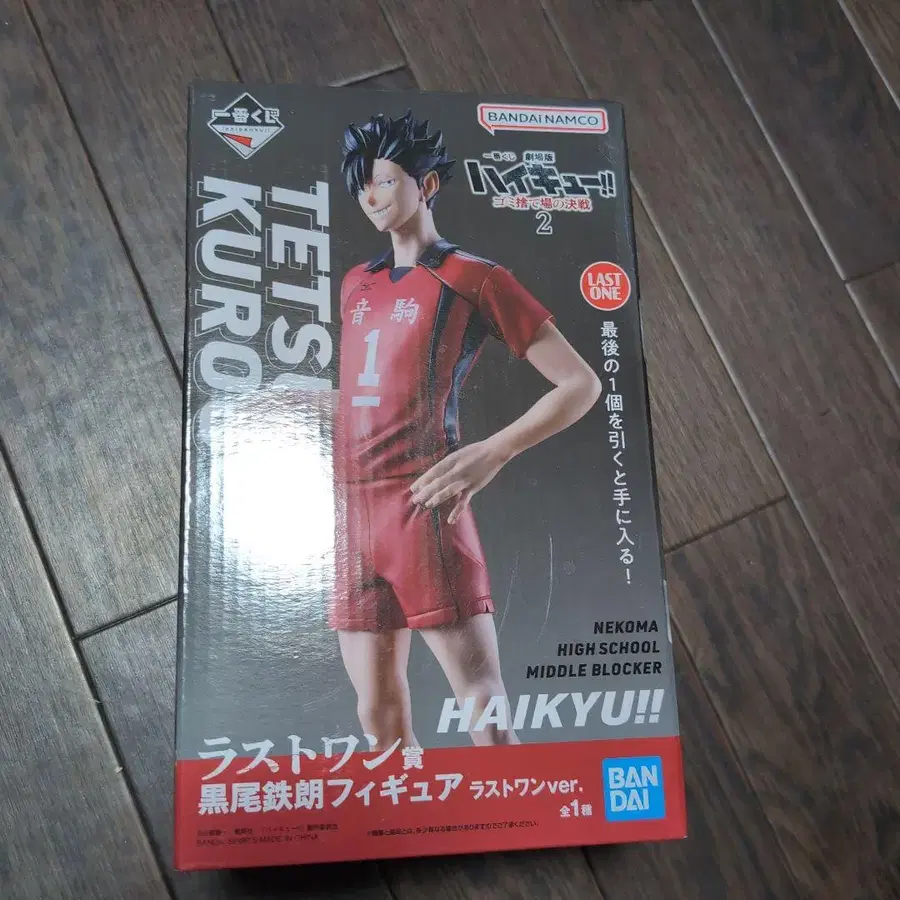 一番くじ
BANDAI NAMCO
一番くじ 劇場版
ハイキュー!!
ゴミ捨て場の決戦
2
TETSU
KUROO
LAST
ONE
最後の1個を引くと手に入る!
音駒
1
NEKOMA
HIGH SCHOOL
MIDDLE BLOCKER
HAIKYU!!
ラストワン賞
黒尾鉄朗フィギュア ラストワンver.
全1種
BAN
DAI